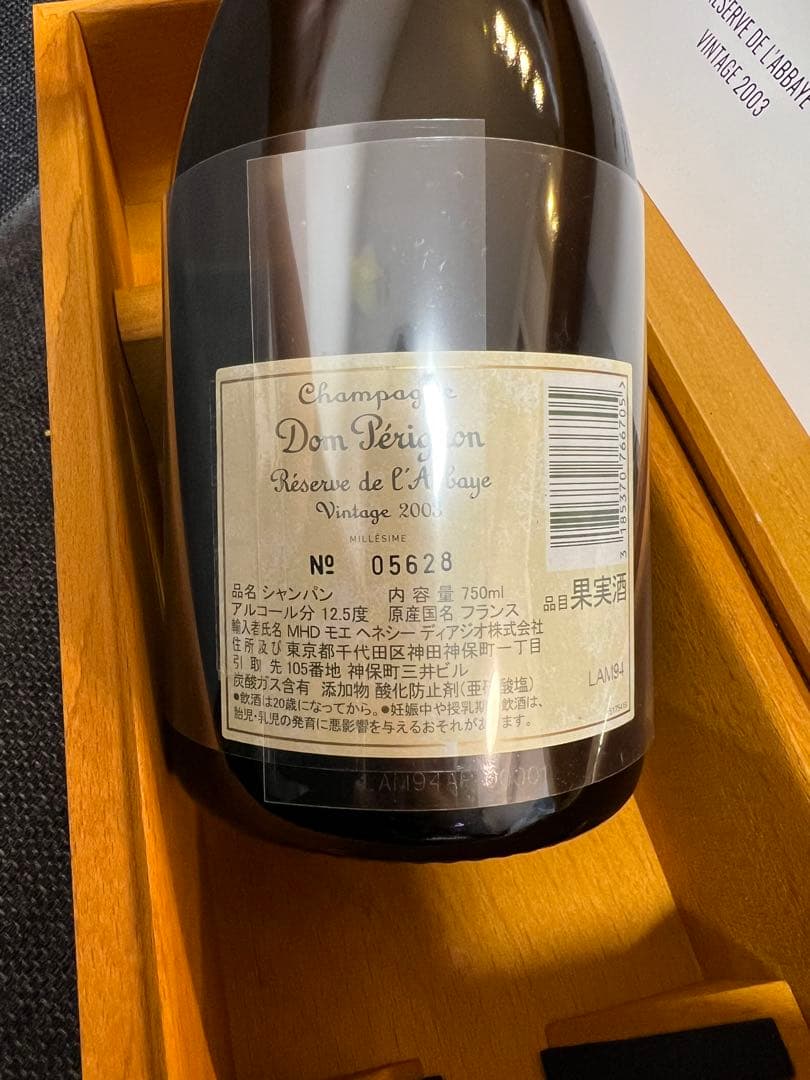 RESERVE DE L'ABBAYE
VINTAGE 2003
Champagne
Dom Pérignon
Réserve de l'Abbaye
Vintage 2003
MILLÉSIME
Nº 05628
3 185370 766705 >
品名 シャンパン 内容量 750ml
アルコール分 12.5度 原産国名 フランス
品目 果実酒
輸入者氏名 MHD モエ ヘネシー ディアジオ株式会社
住所及び 東京都千代田区神田神保町一丁目
引取先 105番地 神保町三井ビル
炭酸ガス含有 添加物 酸化防止剤(亜硫酸塩)
●飲酒は20歳になってから。●妊娠中や授乳期の飲酒は、
胎児・乳児の発育に悪影響を与えるおそれがあります。
LAM94